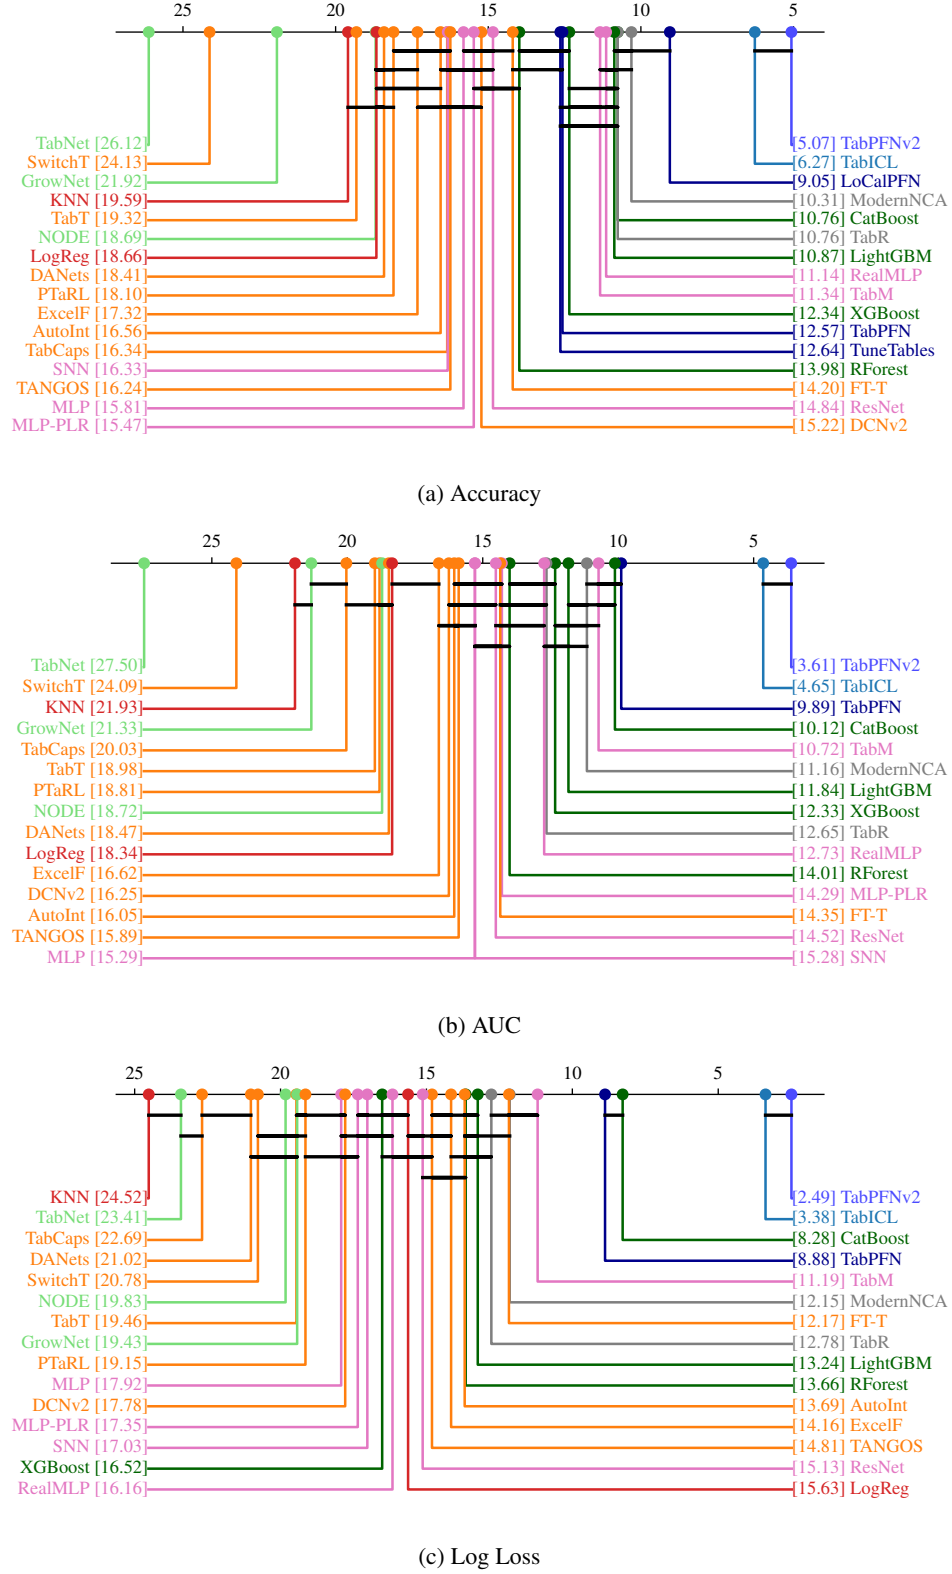 25 20 15 10 5
TabNet [26.12] [5.07] TabPFNv2
SwitchT [24.13] [6.27] TabICL
GrowNet [21.92] [9.05] LoCalPFN
KNN [19.59] [10.31] ModernNCA
TabT [19.32] [10.76] CatBoost
NODE [18.69] [10.76] TabR
LogReg [18.66] [10.87] LightGBM
DANets [18.41] [11.14] RealMLP
PTaRL [18.10] [11.34] TabM
ExcelF [17.32] [12.34] XGBoost
AutoInt [16.56] [12.57] TabPFN
TabCaps [16.34] [12.64] TuneTables
SNN [16.33] [13.98] RForest
TANGOS [16.24] [14.20] FT-T
MLP [15.81] [14.84] ResNet
MLP-PLR [15.47] [15.22] DCNv2
(a) Accuracy
25 20 15 10 5
TabNet [27.50] [3.61] TabPFNv2
SwitchT [24.09] [4.65] TabICL
KNN [21.93] [9.89] TabPFN
GrowNet [21.33] [10.12] CatBoost
TabCaps [20.03] [10.72] TabM
TabT [18.98] [11.16] ModernNCA
PTaRL [18.81] [11.84] LightGBM
NODE [18.72] [12.33] XGBoost
DANets [18.47] [12.65] TabR
LogReg [18.34] [12.73] RealMLP
ExcelF [16.62] [14.01] RForest
DCNv2 [16.25] [14.29] MLP-PLR
AutoInt [16.05] [14.35] FT-T
TANGOS [15.89] [14.52] ResNet
MLP [15.29] [15.28] SNN
(b) AUC
25 20 15 10 5
KNN [24.52] [2.49] TabPFNv2
TabNet [23.41] [3.38] TabICL
TabCaps [22.69] [8.28] CatBoost
DANets [21.02] [8.88] TabPFN
SwitchT [20.78] [11.19] TabM
NODE [19.83] [12.15] ModernNCA
TabT [19.46] [12.17] FT-T
GrowNet [19.43] [12.78] TabR
PTaRL [19.15] [13.24] LightGBM
MLP [17.92] [13.66] RForest
DCNv2 [17.78] [13.69] AutoInt
MLP-PLR [17.35] [14.16] ExcelF
SNN [17.03] [14.81] TANGOS
XGBoost [16.52] [15.13] ResNet
RealMLP [16.16] [15.63] LogReg
(c) Log Loss